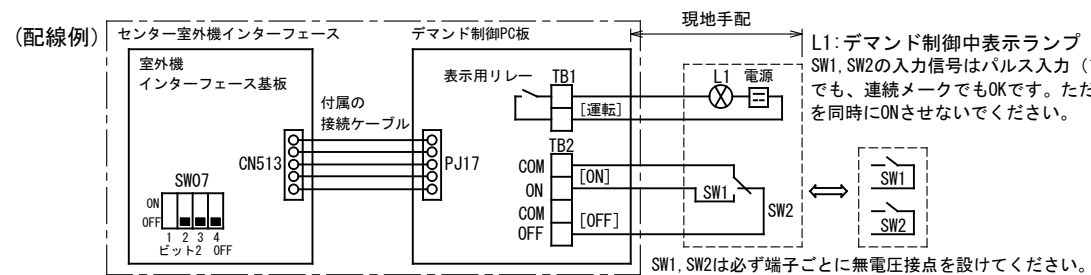 (配線例)
センター室外機インターフェース
デマンド制御PC板
現地手配
室外機
インターフェース基板
付属の
接続ケーブル
CN513
PJ17
SW07
ON
OFF
1 2 3 4
ビット2 OFF
表示用リレー
TB1
[運転]
TB2
COM
ON
[ON]
COM
OFF
[OFF]
L1 電源
SW1
SW2
SW1
SW2
L1:デマンド制御中表示ランプ
SW1,SW2の入力信号はパルス入力（
でも、連続メークでもOKです。ただ
を同時にONさせないでください。
SW1,SW2は必ず端子ごとに無電圧接点を設けてください。